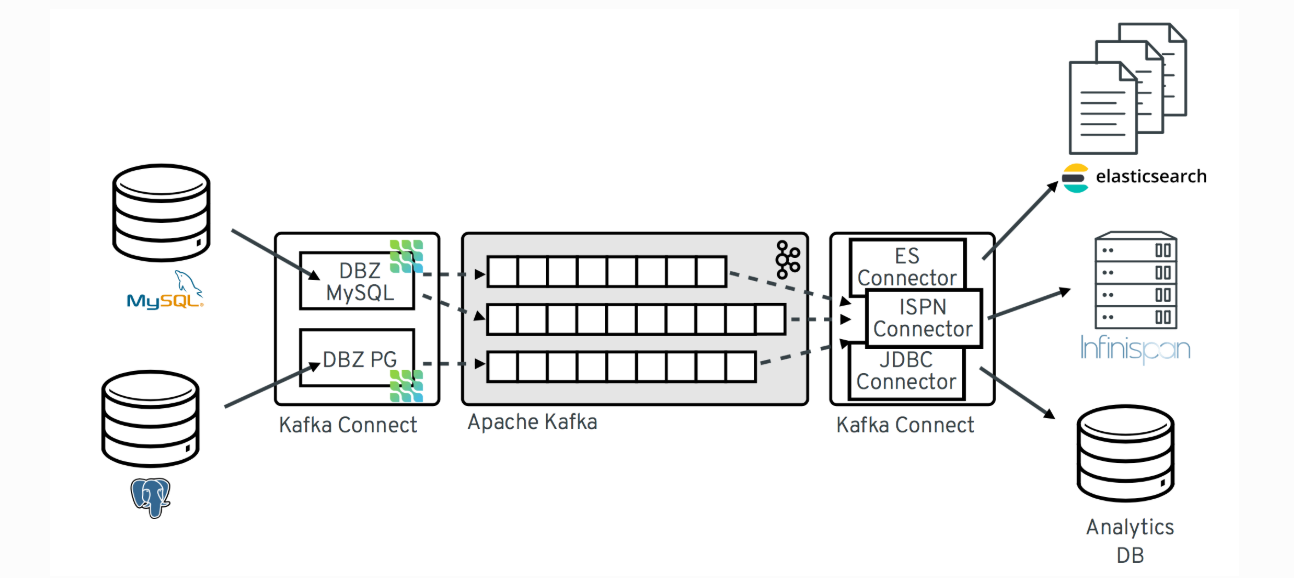 elasticsearch
MySQL
DBZ
MySQL
DBZ PG
Kafka Connect
Apache Kafka
ES
Connector
ISPN
Connector
JDBC
Connector
Kafka Connect
Infinispan
Analytics
DB